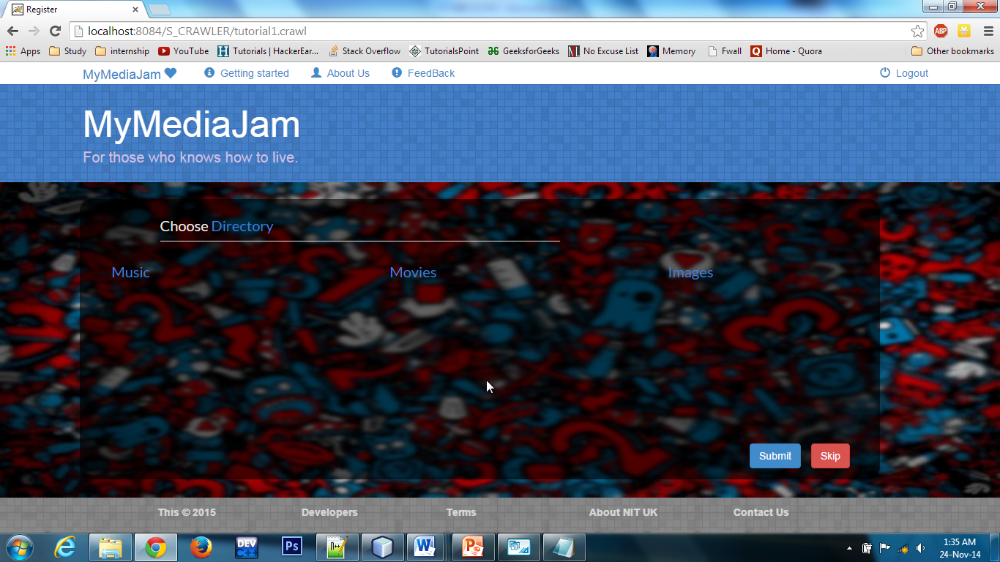 Register
localhost:8084/S_CRAWLER/tutorial1.crawl
ABP
Apps Study internship YouTube Tutorials | HackerEar... Stack Overflow TutorialsPoint GeeksforGeeks No Excuse List Memory Fwall Home - Quora Other bookmarks
MyMediaJam Getting started About Us FeedBack Logout
MyMediaJam
For those who knows how to live.
Choose Directory
Music Movies Images
Submit Skip
This © 2015 Developers Terms About NIT UK Contact Us
DEV C++ Ps
1:35 AM
24-Nov-14